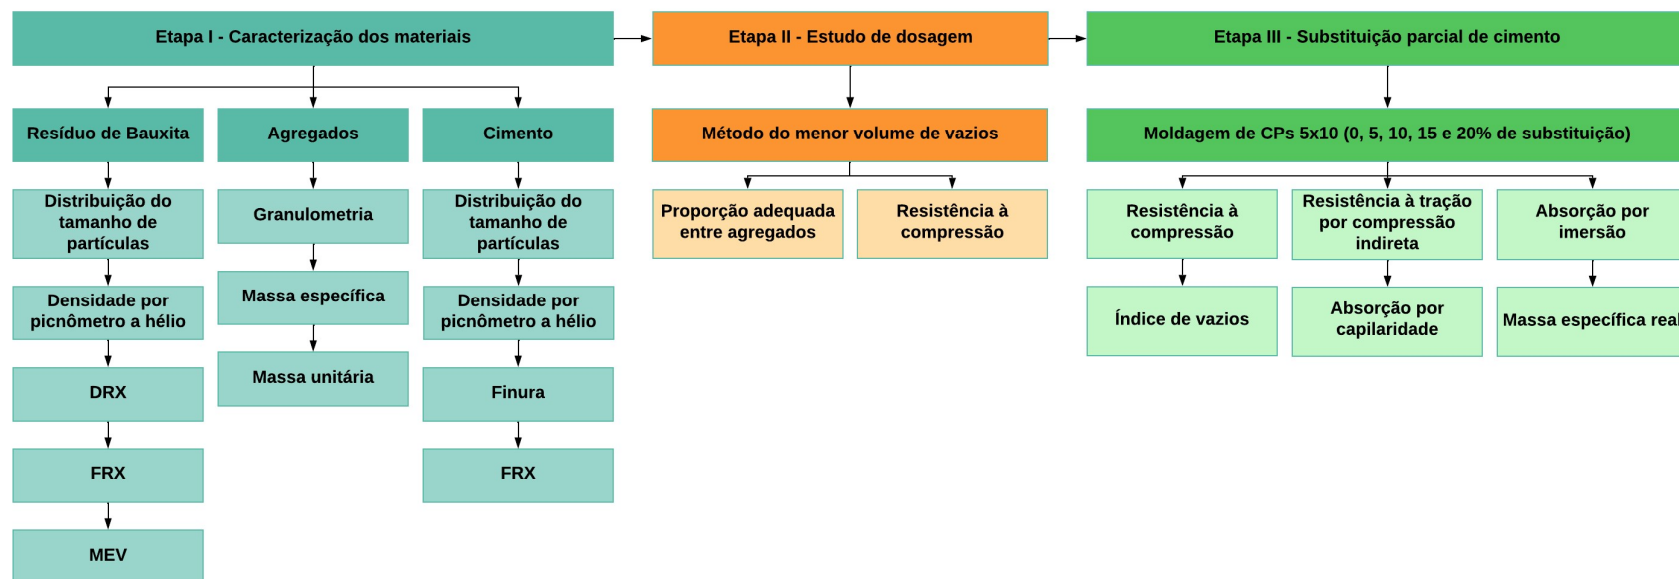 Etapa I - Caracterização dos materiais
Etapa II - Estudo de dosagem
Etapa III - Substituição parcial de cimento
Resíduo de Bauxita
Agregados
Cimento
Método do menor volume de vazios
Moldagem de CPs 5x10 (0, 5, 10, 15 e 20% de substituição)
Distribuição do
tamanho de
partículas
Granulometria
Distribuição do
tamanho de
partículas
Proporção adequada
entre agregados
Resistência à
compressão
Resistência à
compressão
Resistência à tração
por compressão
indireta
Absorção por
imersão
Densidade por
picnômetro a hélio
Massa específica
Densidade por
picnômetro a hélio
Índice de vazios
Absorção por
capilaridade
Massa específica real
DRX
Massa unitária
Finura
FRX
FRX
MEV